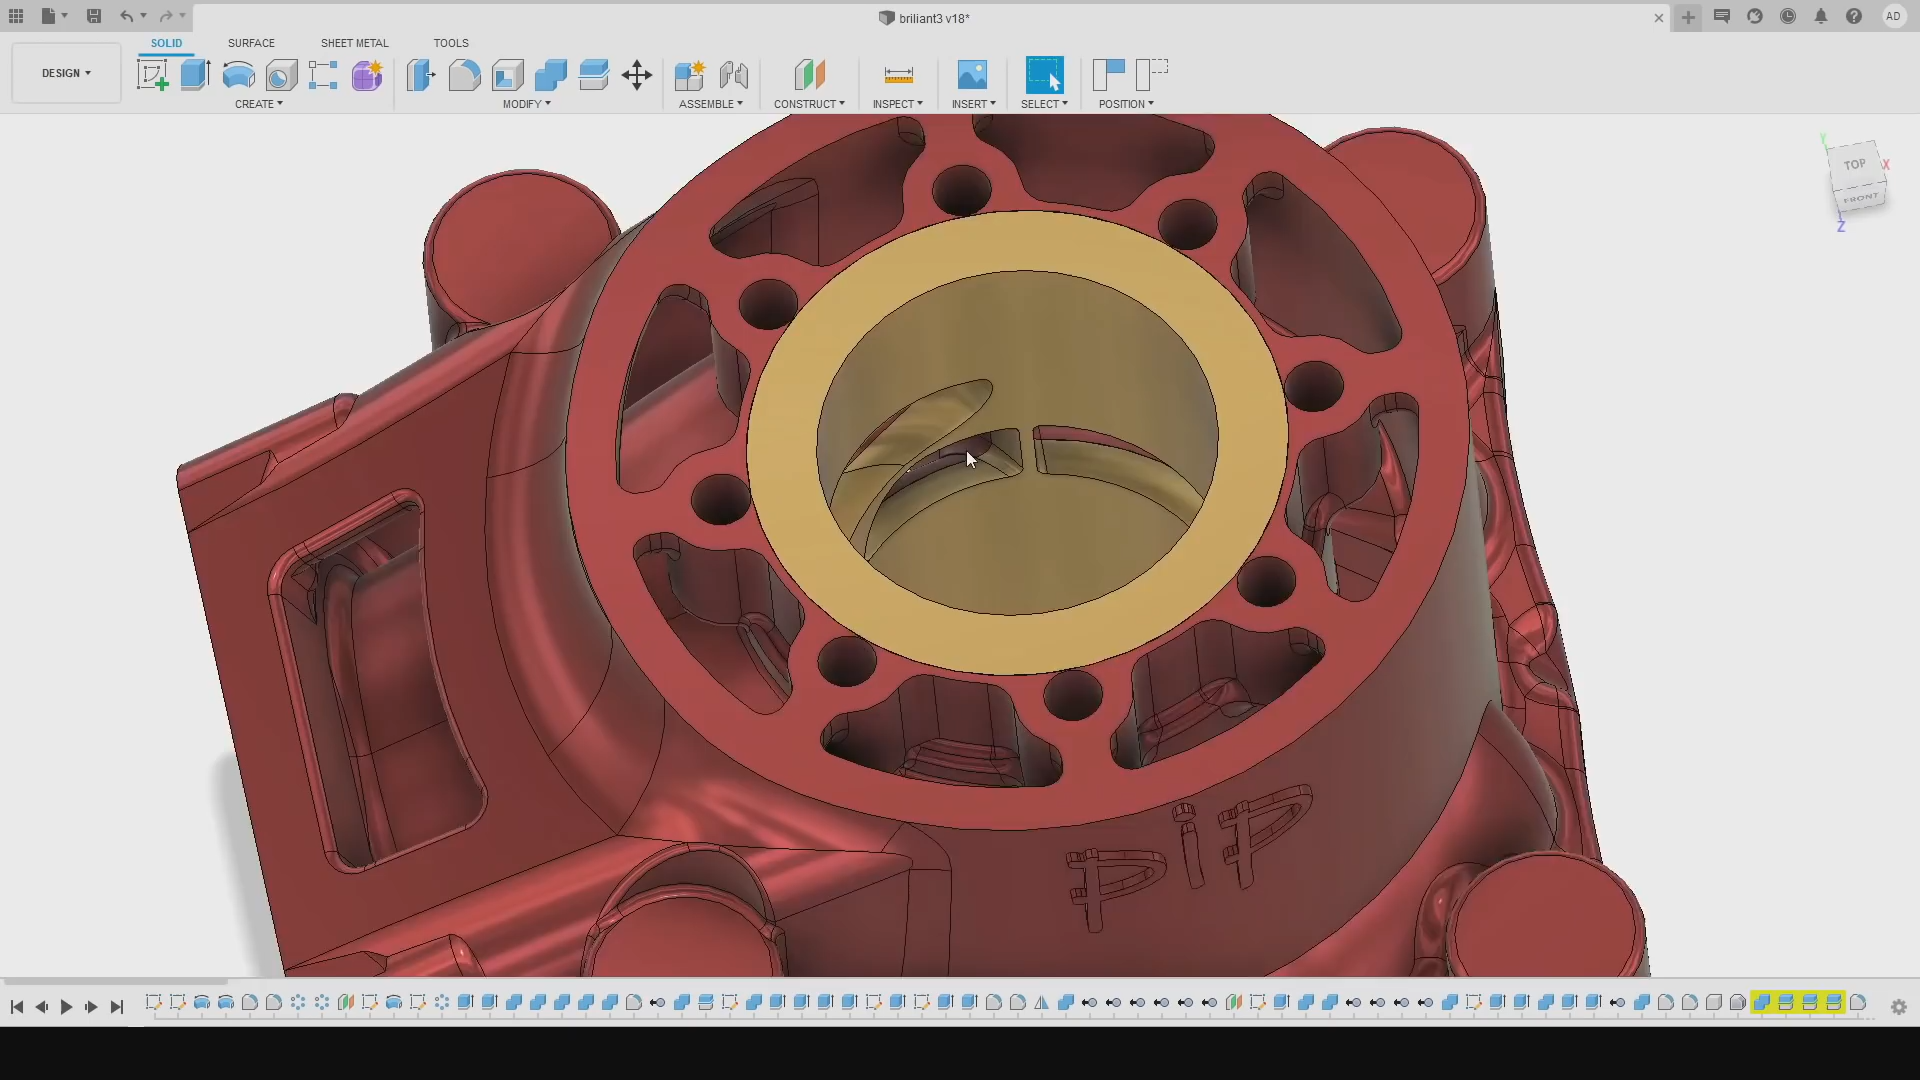 briliant3 v18*
AD
SOLID
SURFACE
SHEET METAL
TOOLS
DESIGN
CREATE
MODIFY
ASSEMBLE
CONSTRUCT
INSPECT
INSERT
SELECT
POSITION
Y
TOP
X
FRONT
Z
PiP